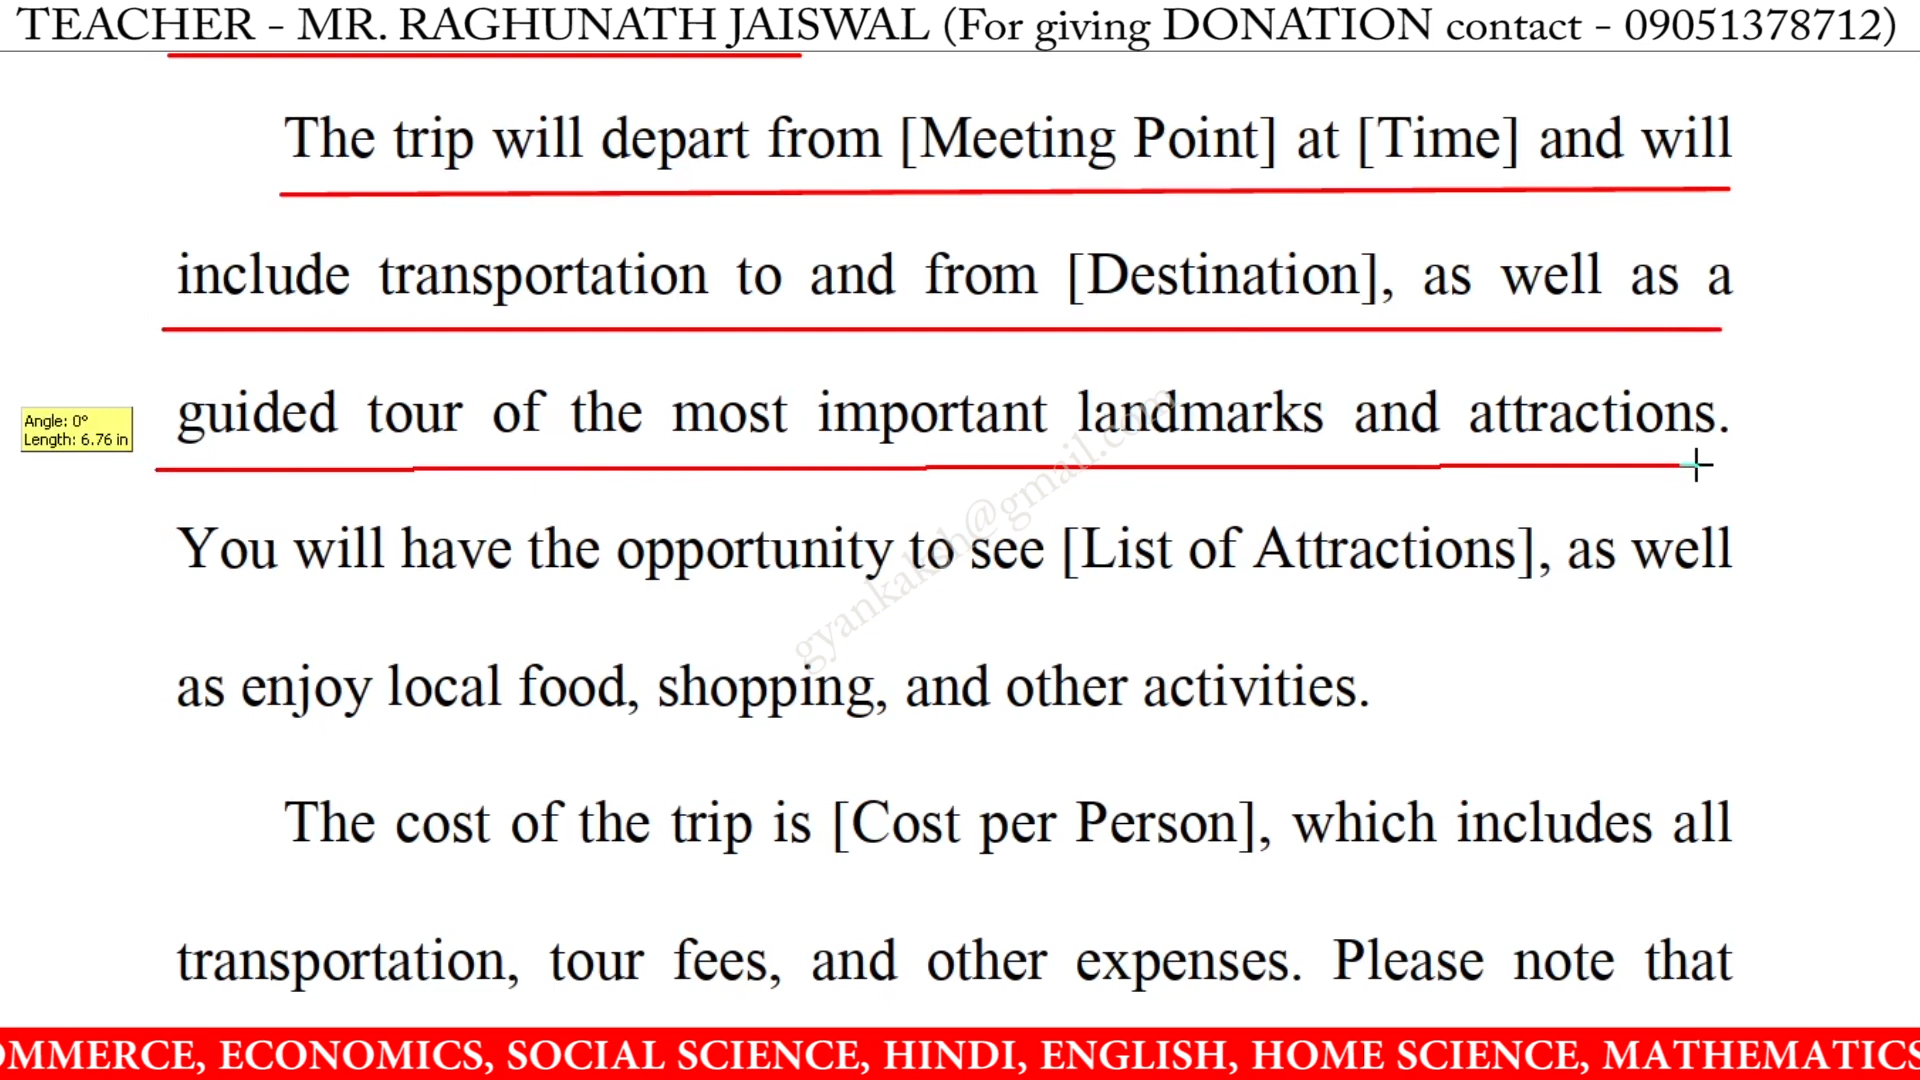 TEACHER - MR. RAGHUNATH JAISWAL (For giving DONATION contact - 09051378712)
The trip will depart from [Meeting Point] at [Time] and will
include transportation to and from [Destination], as well as a
guided tour of the most important landmarks and attractions.
Angle: 0°
Length: 6.76 in
You will have the opportunity to see [List of Attractions], as well
as enjoy local food, shopping, and other activities.
gyankaksh@gmail.com
The cost of the trip is [Cost per Person], which includes all
transportation, tour fees, and other expenses. Please note that
OMMERCE, ECONOMICS, SOCIAL SCIENCE, HINDI, ENGLISH, HOME SCIENCE, MATHEMATICS